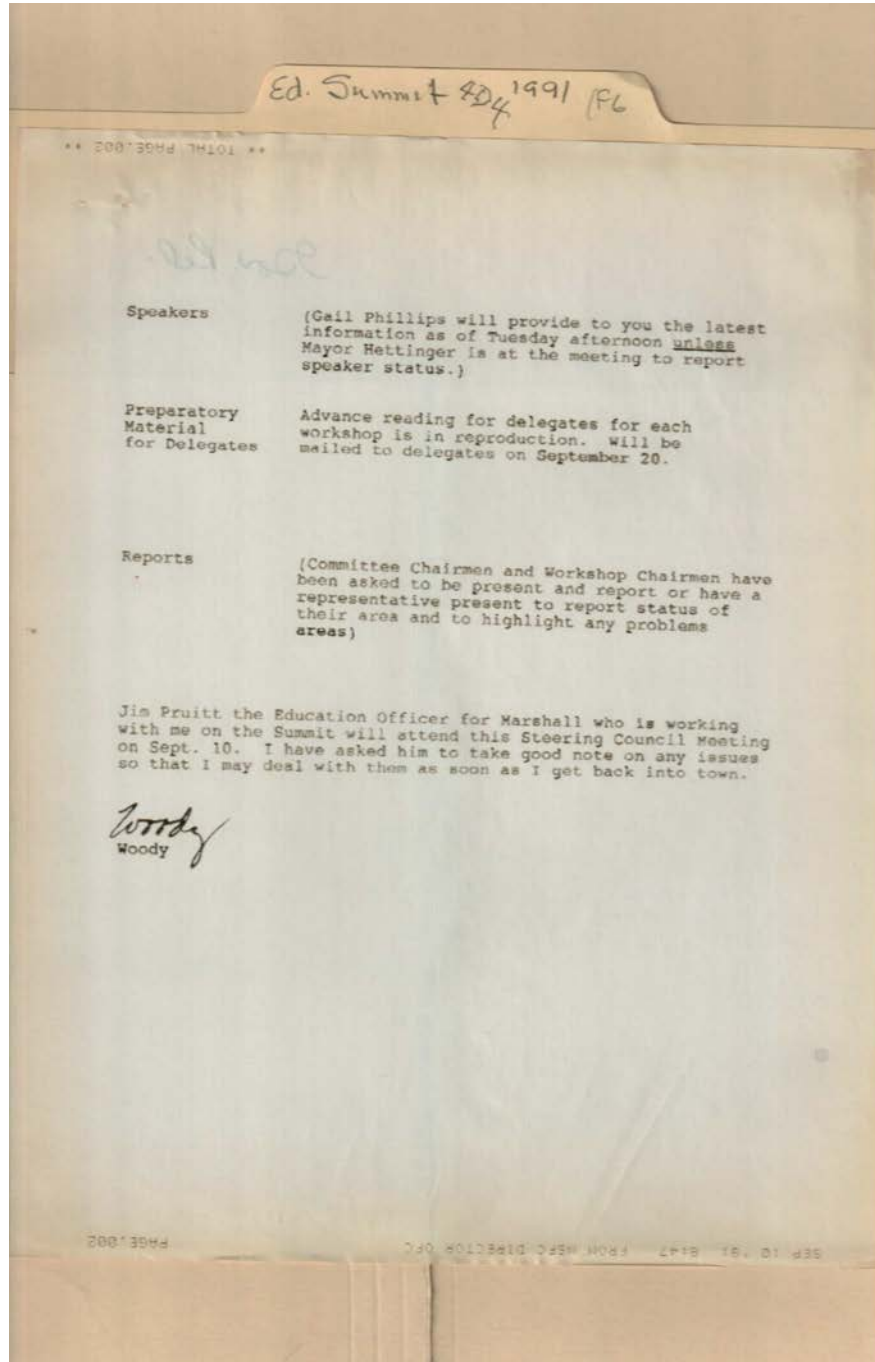 Ed. Summit 1991 (F6
** TOTAL PAGE.002 **
Speakers (Gail Phillips will provide to you the latest
information as of Tuesday afternoon unless
Mayor Hettinger is at the meeting to report
speaker status.)
Preparatory Advance reading for delegates for each
Material workshop is in reproduction. Will be
for Delegates mailed to delegates on September 20.
Reports (Committee Chairmen and Workshop Chairmen have
been asked to be present and report or have a
representative present to report status of
their area and to highlight any problems
areas)
Jim Pruitt the Education Officer for Marshall who is working
with me on the Summit will attend this Steering Council Meeting
on Sept. 10. I have asked him to take good note on any issues
so that I may deal with them as soon as I get back into town.
Woody
Woody
SEP 10 '91 8:47 FROM MSFC DIRECTOR OFC PAGE.002